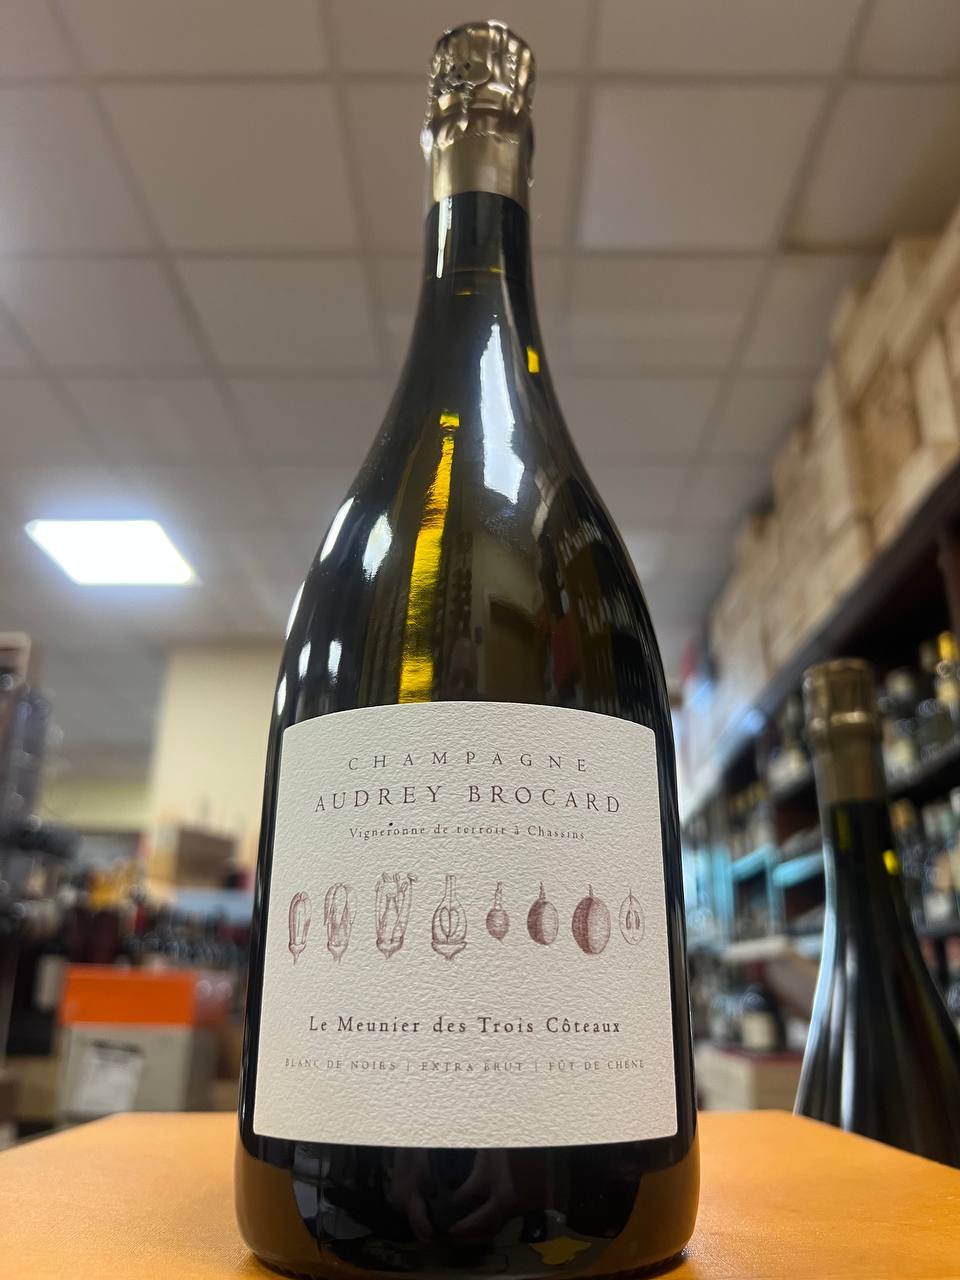 CHAMPAGNE
AUDREY BROCARD
Vigneronne de terroir à Chassins
Le Meunier des Trois Côteaux
BLANC DE NOIRS | EXTRA BRUT | FÛT DE CHÊNE